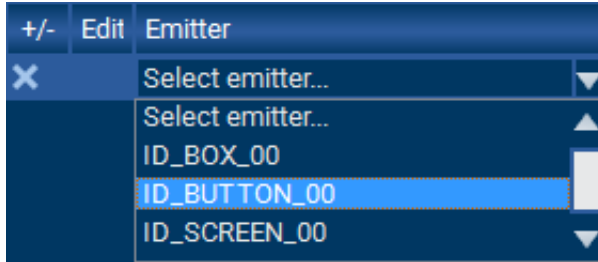 +/- Edit Emitter
Select emitter...
Select emitter...
ID_BOX_00
ID_BUTTON_00
ID_SCREEN_00